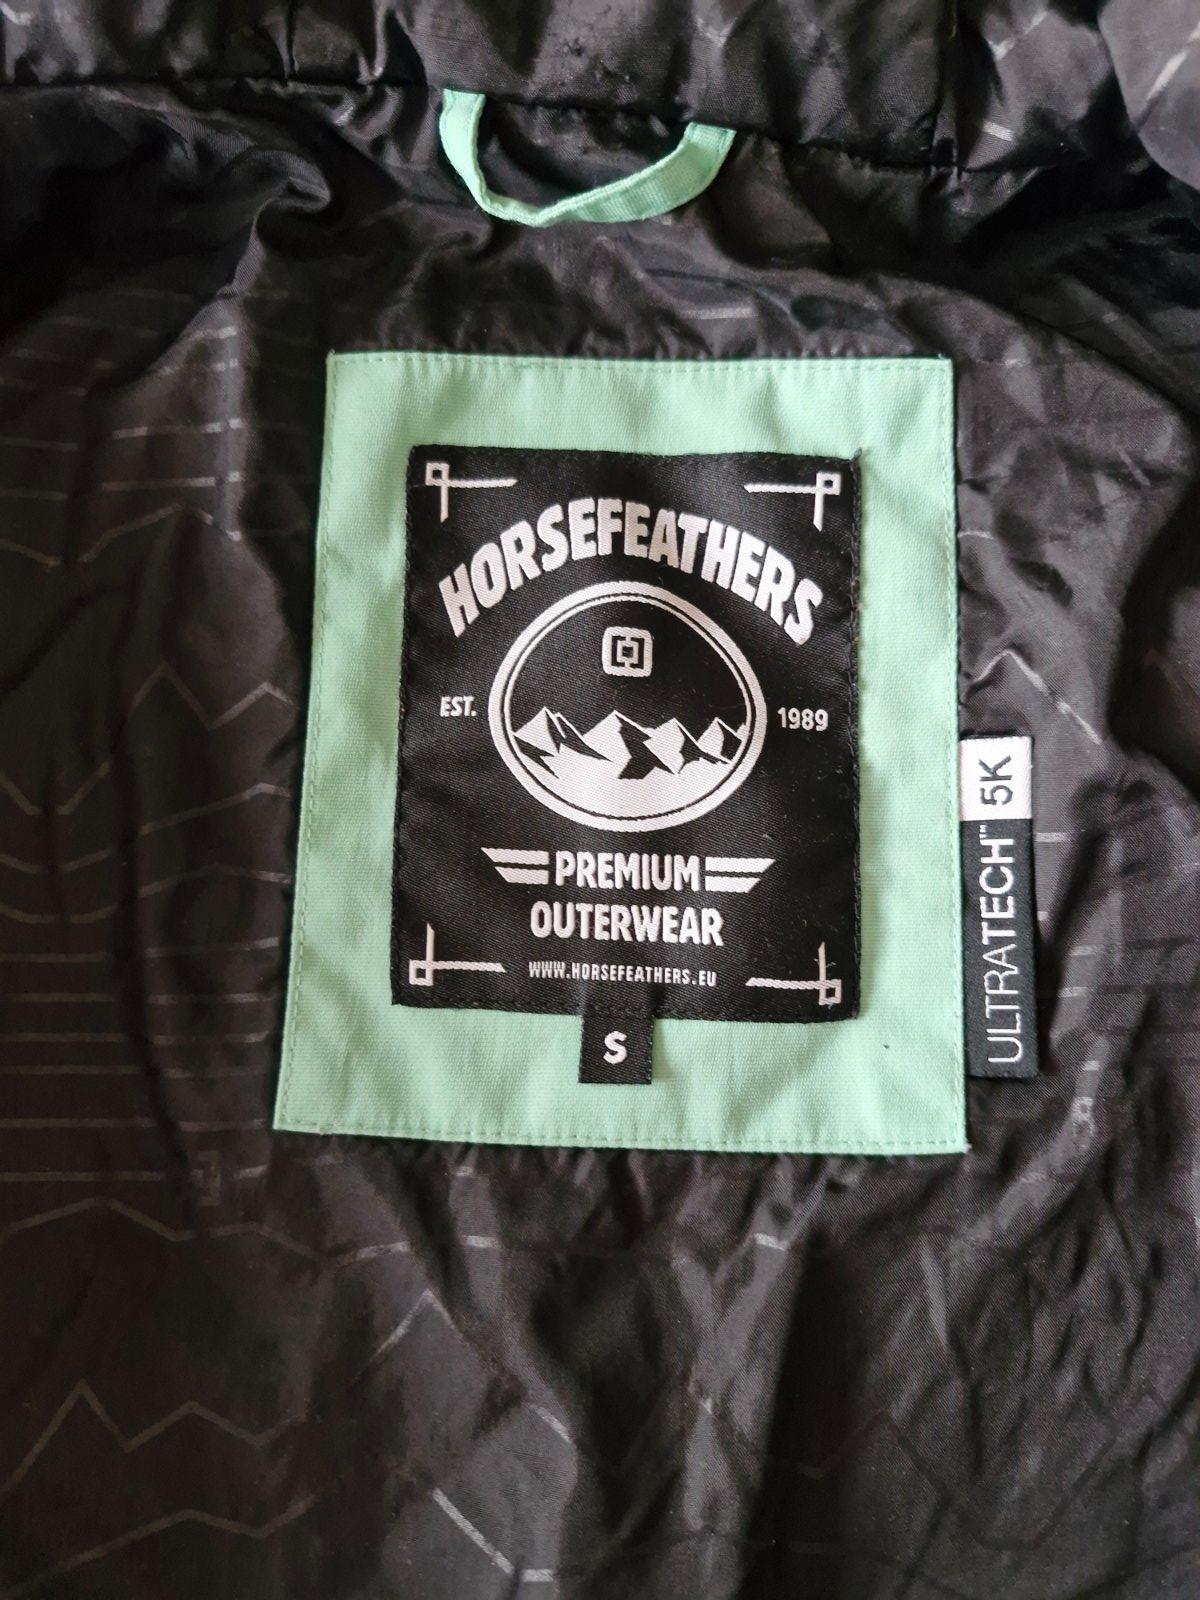 HORSEFEATHERS
EST. 1989
PREMIUM
OUTERWEAR
WWW.HORSEFEATHERS.EU
S
ULTRATECH™ 5K